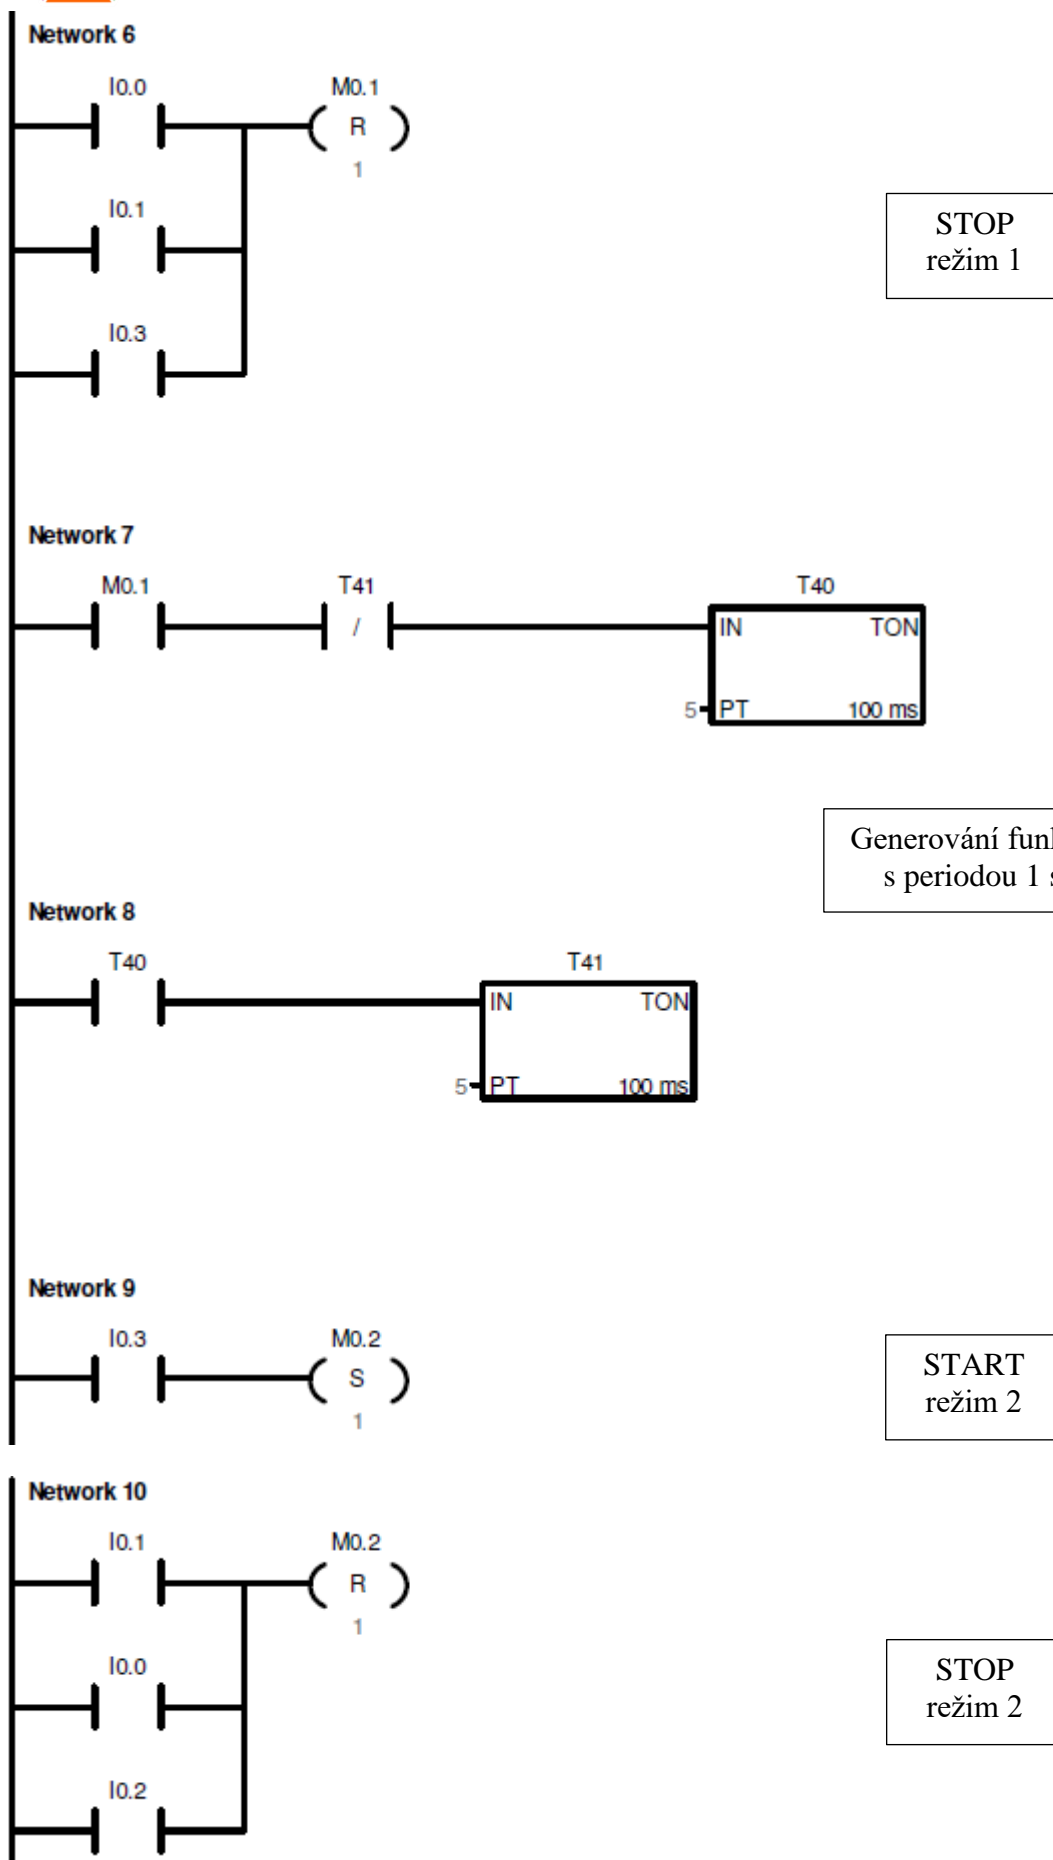 Network 6
I0.0
M0.1
R
1
I0.1
STOP
režim 1
I0.3
Network 7
M0.1
T41
/
T40
IN TON
5 PT 100 ms
Generování
s periodou 1 s
Network 8
T40
T41
IN TON
5 PT 100 ms
Network 9
I0.3
M0.2
S
1
START
režim 2
Network 10
I0.1
M0.2
R
1
I0.0
STOP
režim 2
I0.2